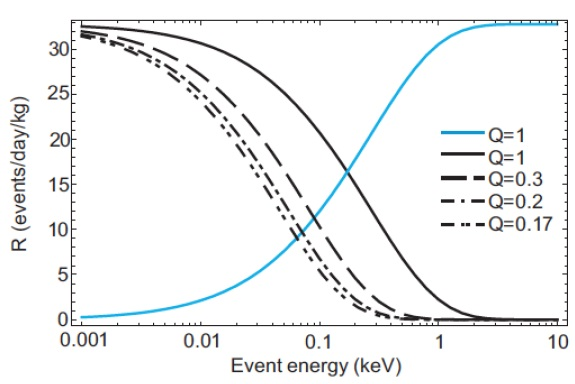 R (events/day/kg)
30
25
20
15
10
5
0
Q=1
Q=1
Q=0.3
Q=0.2
Q=0.17
0.001 0.01 0.1 1 10
Event energy (keV)